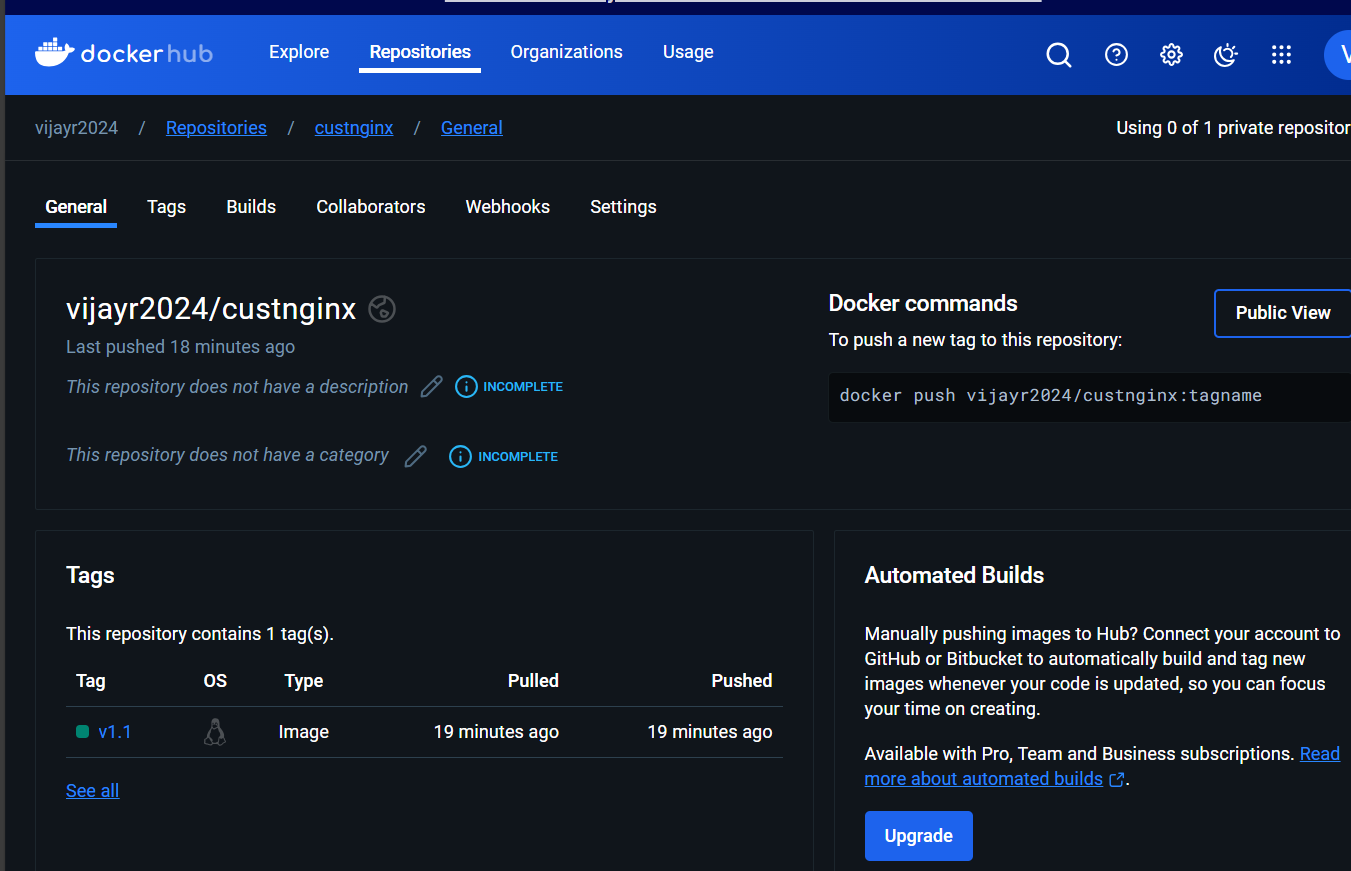 dockerhub Explore Repositories Organizations Usage
vijayr2024 / Repositories / custnginx / General Using 0 of 1 private
General Tags Builds Collaborators Webhooks Settings
vijayr2024/custnginx
Last pushed 18 minutes ago
This repository does not have a description INCOMPLETE
This repository does not have a category INCOMPLETE
Docker commands
Public View
To push a new tag to this repository:
docker push vijayr2024/custnginx:tagname
Tags
This repository contains 1 tag(s).
Tag OS Type Pulled Pushed
v1.1 Image 19 minutes ago 19 minutes ago
See all
Automated Builds
Manually pushing images to Hub? Connect your account to
GitHub or Bitbucket to automatically build and tag new
images whenever your code is updated, so you can focus
your time on creating.
Available with Pro, Team and Business subscriptions. Read
more about automated builds .
Upgrade